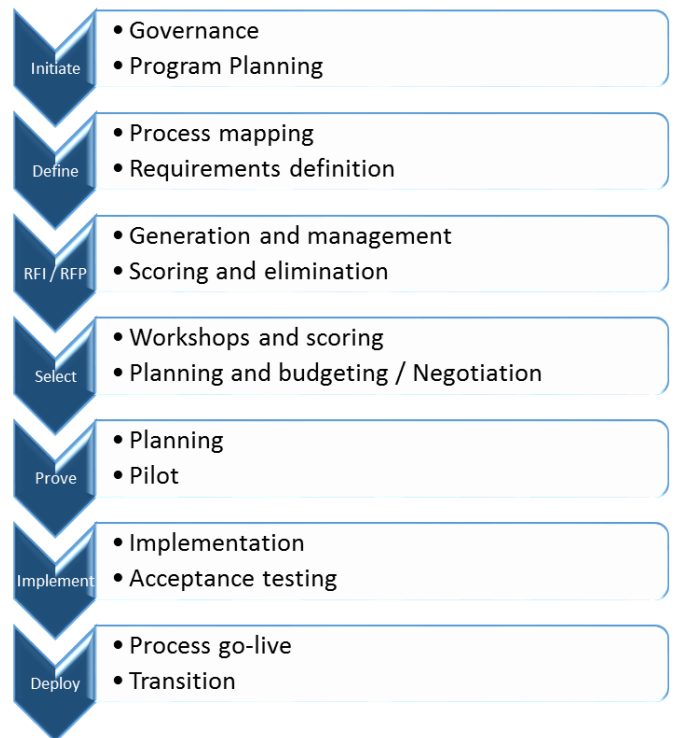 Initiate
• Governance
• Program Planning
Define
• Process mapping
• Requirements definition
RFI / RFP
• Generation and management
• Scoring and elimination
Select
• Workshops and scoring
• Planning and budgeting / Negotiation
Prove
• Planning
• Pilot
Implement
• Implementation
• Acceptance testing
Deploy
• Process go-live
• Transition